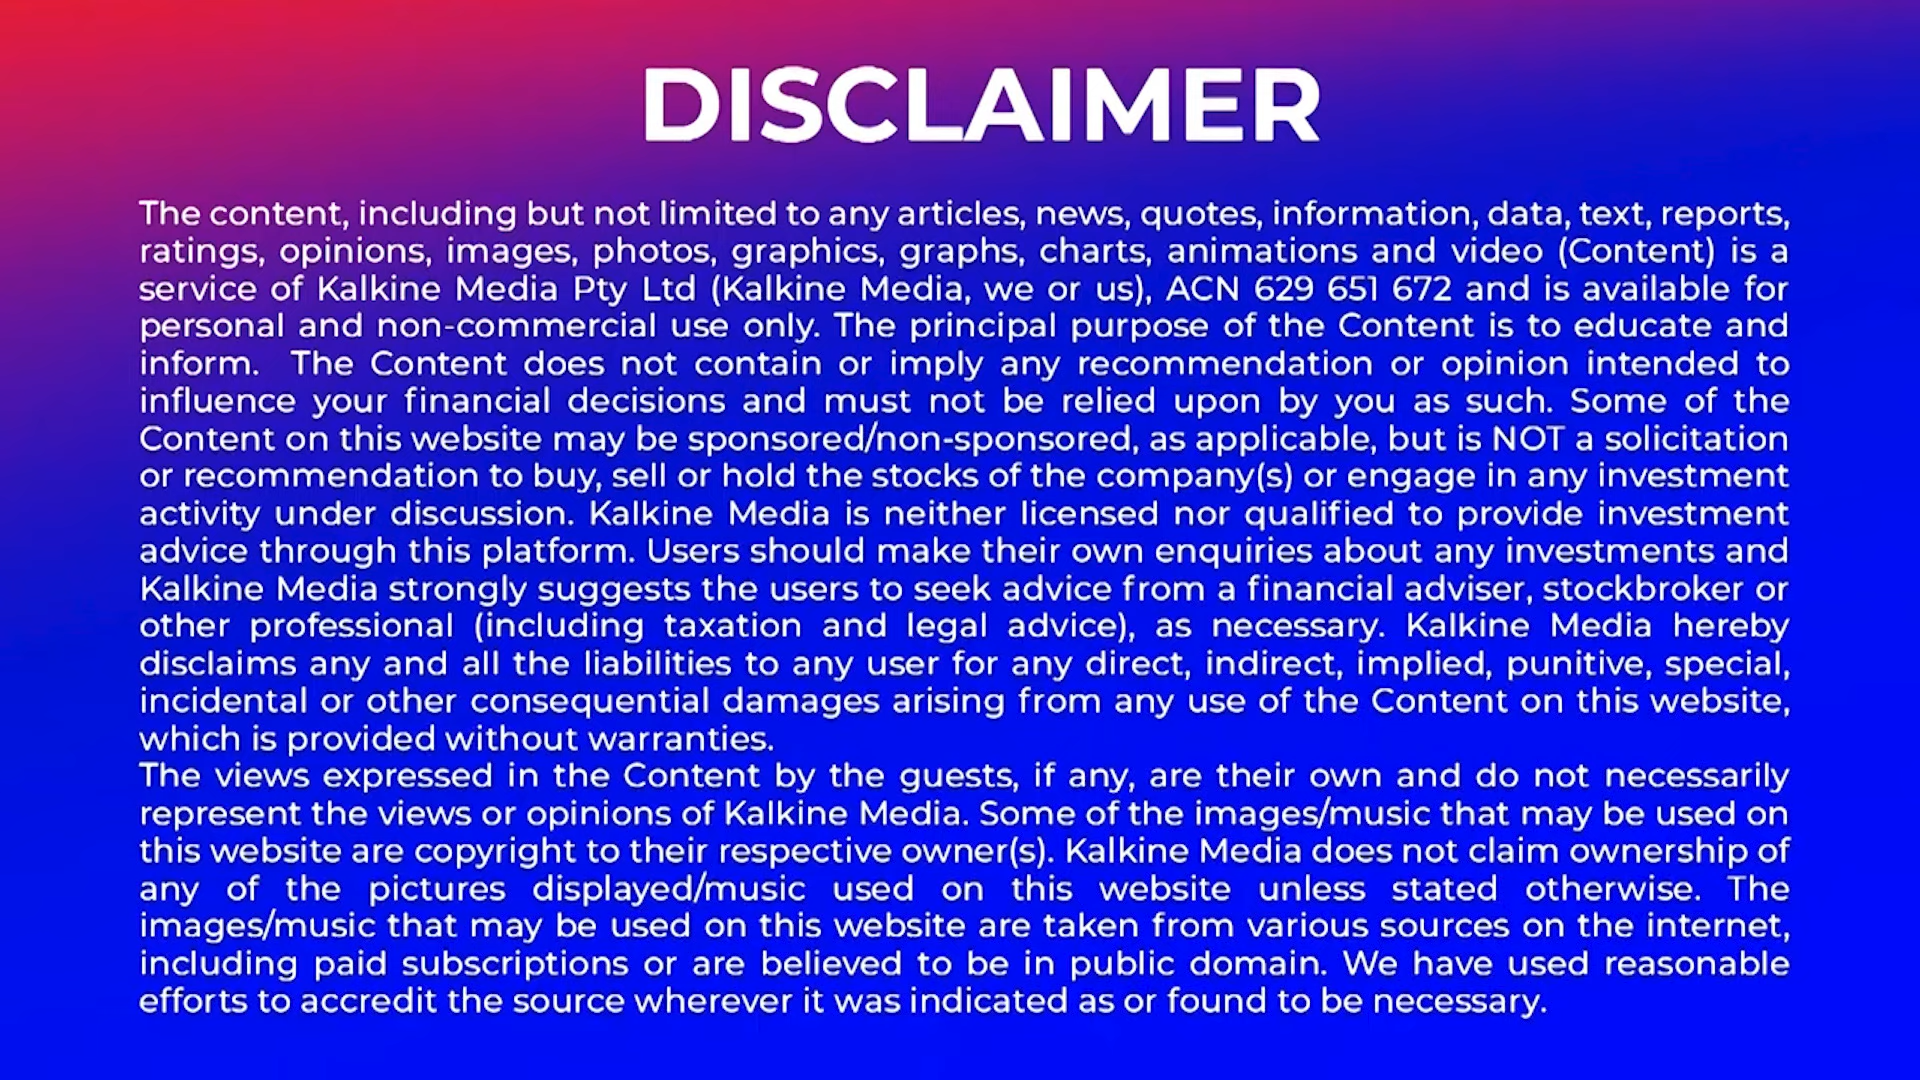 DISCLAIMER
The content, including but not limited to any articles, news, quotes, information, data, text, reports,
ratings, opinions, images, photos, graphics, graphs, charts, animations and video (Content) is a
service of Kalkine Media Pty Ltd (Kalkine Media, we or us), ACN 629 651 672 and is available for
personal and non-commercial use only. The principal purpose of the Content is to educate and
inform. The Content does not contain or imply any recommendation or opinion intended to
influence your financial decisions and must not be relied upon by you as such. Some of the
Content on this website may be sponsored/non-sponsored, as applicable, but is NOT a solicitation
or recommendation to buy, sell or hold the stocks of the company(s) or engage in any investment
activity under discussion. Kalkine Media is neither licensed nor qualified to provide investment
advice through this platform. Users should make their own enquiries about any investments and
Kalkine Media strongly suggests the users to seek advice from a financial adviser, stockbroker or
other professional (including taxation and legal advice), as necessary. Kalkine Media hereby
disclaims any and all the liabilities to any user for any direct, indirect, implied, punitive, special,
incidental or other consequential damages arising from any use of the Content on this website,
which is provided without warranties.
The views expressed in the Content by the guests, if any, are their own and do not necessarily
represent the views or opinions of Kalkine Media. Some of the images/music that may be used on
this website are copyright to their respective owner(s). Kalkine Media does not claim ownership of
any of the pictures displayed/music used on this website unless stated otherwise. The
images/music that may be used on this website are taken from various sources on the internet,
including paid subscriptions or are believed to be in public domain. We have used reasonable
efforts to accredit the source wherever it was indicated as or found to be necessary.